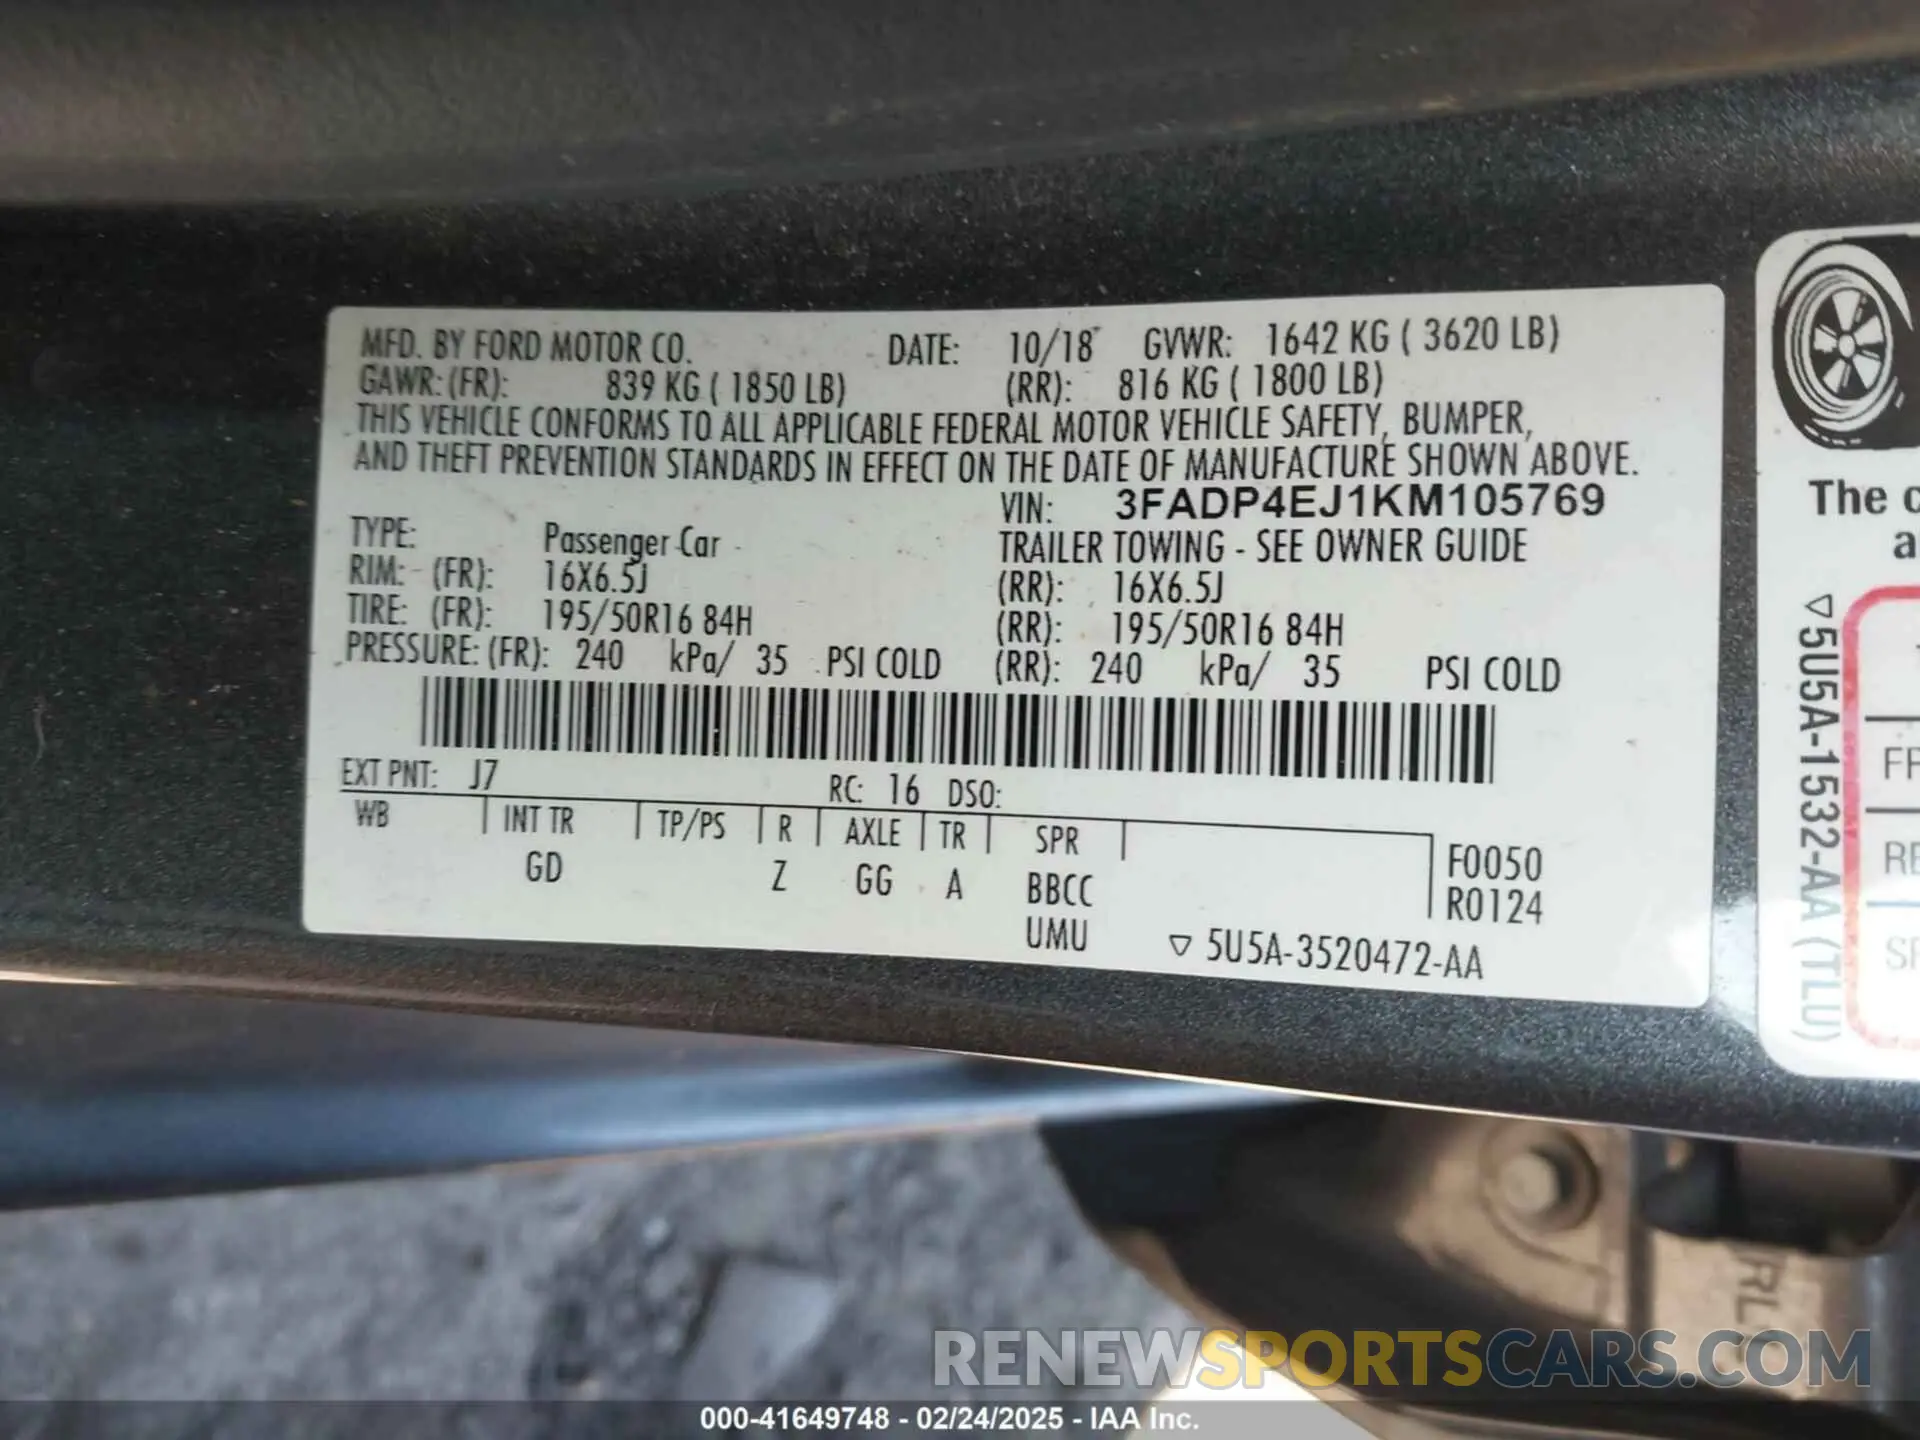 MFD. BY FORD MOTOR CO. DATE: 10/18 GVWR: 1642 KG ( 3620 LB)
GAWR: (FR): 839 KG ( 1850 LB) (RR): 816 KG ( 1800 LB)
THIS VEHICLE CONFORMS TO ALL APPLICABLE FEDERAL MOTOR VEHICLE SAFETY, BUMPER,
AND THEFT PREVENTION STANDARDS IN EFFECT ON THE DATE OF MANUFACTURE SHOWN ABOVE.
VIN: 3FADP4EJ1KM105769
TYPE: Passenger Car TRAILER TOWING - SEE OWNER GUIDE
RIM: (FR): 16X6.5J (RR): 16X6.5J
TIRE: (FR): 195/50R16 84H (RR): 195/50R16 84H
PRESSURE: (FR): 240 kPa/ 35 PSI COLD (RR): 240 kPa/ 35 PSI COLD
EXT PNT: J7 RC: 16 DSO:
WB INT TR TP/PS R AXLE TR SPR F0050
GD Z GG A BBCC R0124
UMU ▽ 5U5A-3520472-AA
The c
a
▽5U5A-1532-AA (TLU)
FR
RE
SP
RENEWSPORTSCARS.COM
000-41649748 - 02/24/2025 - IAA Inc.